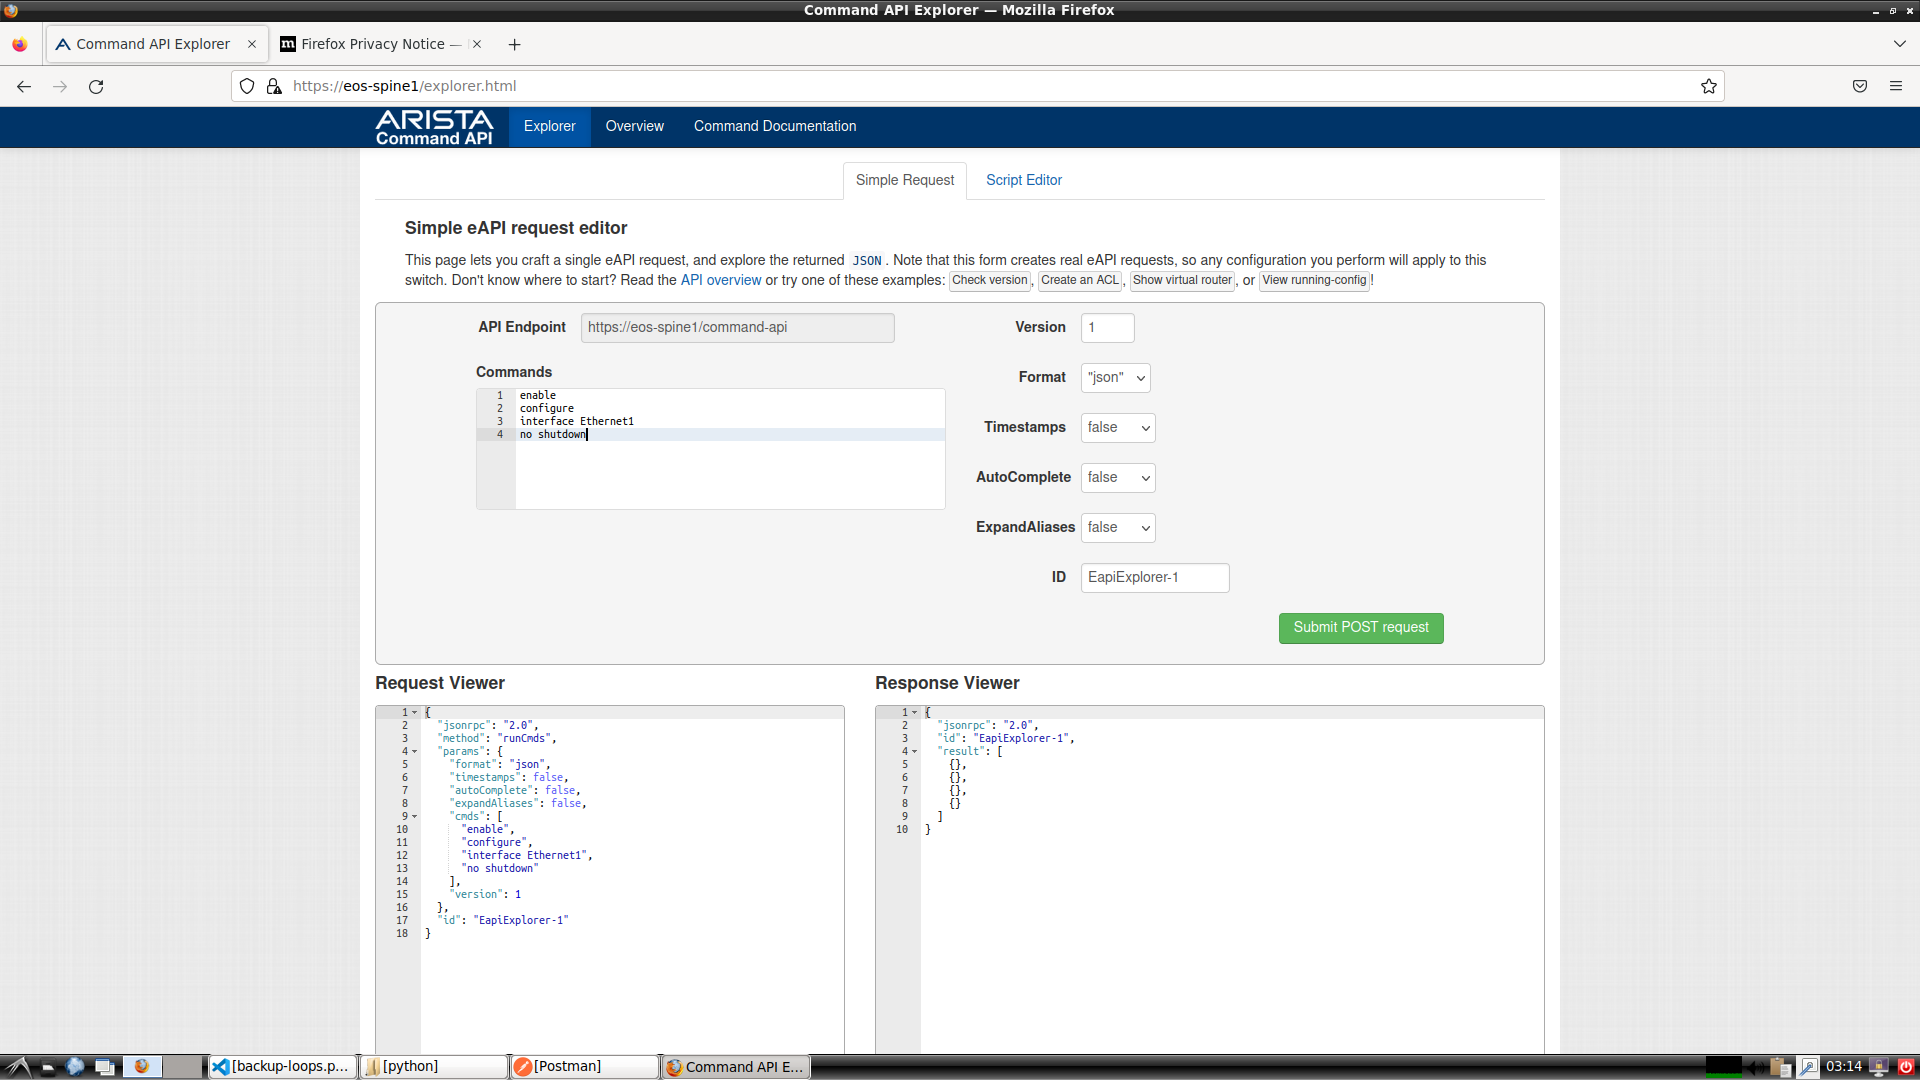 Command API Explorer — Mozilla Firefox
Command API Explorer
Firefox Privacy Notice —
https://eos-spine1/explorer.html
ARISTA
Command API
Explorer
Overview
Command Documentation
Simple Request
Script Editor
Simple eAPI request editor
This page lets you craft a single eAPI request, and explore the returned JSON. Note that this form creates real eAPI requests, so any configuration you perform will apply to this
switch. Don't know where to start? Read the API overview or try one of these examples: Check version, Create an ACL, Show virtual router, or View running-config!
API Endpoint
https://eos-spine1/command-api
Commands
1 enable
2 configure
3 interface Ethernet1
4 no shutdown
Version 1
Format "json"
Timestamps false
AutoComplete false
ExpandAliases false
ID EapiExplorer-1
Submit POST request
Request Viewer
1 {
2 "jsonrpc": "2.0",
3 "method": "runCmds",
4 "params": {
5 "format": "json",
6 "timestamps": false,
7 "autoComplete": false,
8 "expandAliases": false,
9 "cmds": [
10 "enable",
11 "configure",
12 "interface Ethernet1",
13 "no shutdown"
14 ],
15 "version": 1
16 },
17 "id": "EapiExplorer-1"
18 }
Response Viewer
1 {
2 "jsonrpc": "2.0",
3 "id": "EapiExplorer-1",
4 "result": [
5 {},
6 {},
7 {},
8 {}
9 ]
10 }
[backup-loops.p...
[python]
[Postman]
Command API E...
03:14